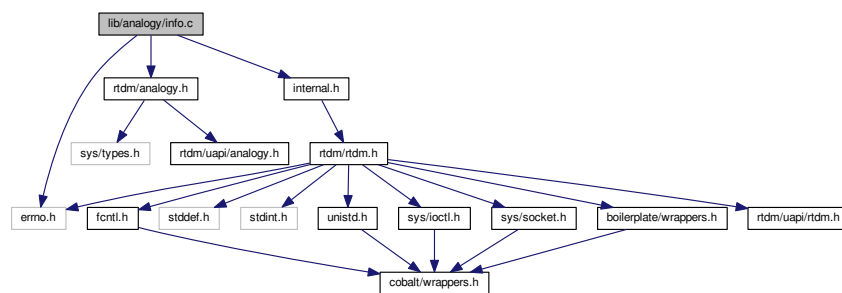 lib/analogy/info.c
rtdm/analogy.h
internal.h
sys/types.h
rtdm/uapi/analogy.h
rtdm/rtdm.h
errno.h
fcntl.h
stddef.h
stdint.h
unistd.h
sys/ioctl.h
sys/socket.h
boilerplate/wrappers.h
rtdm/uapi/rtdm.h
cobalt/wrappers.h